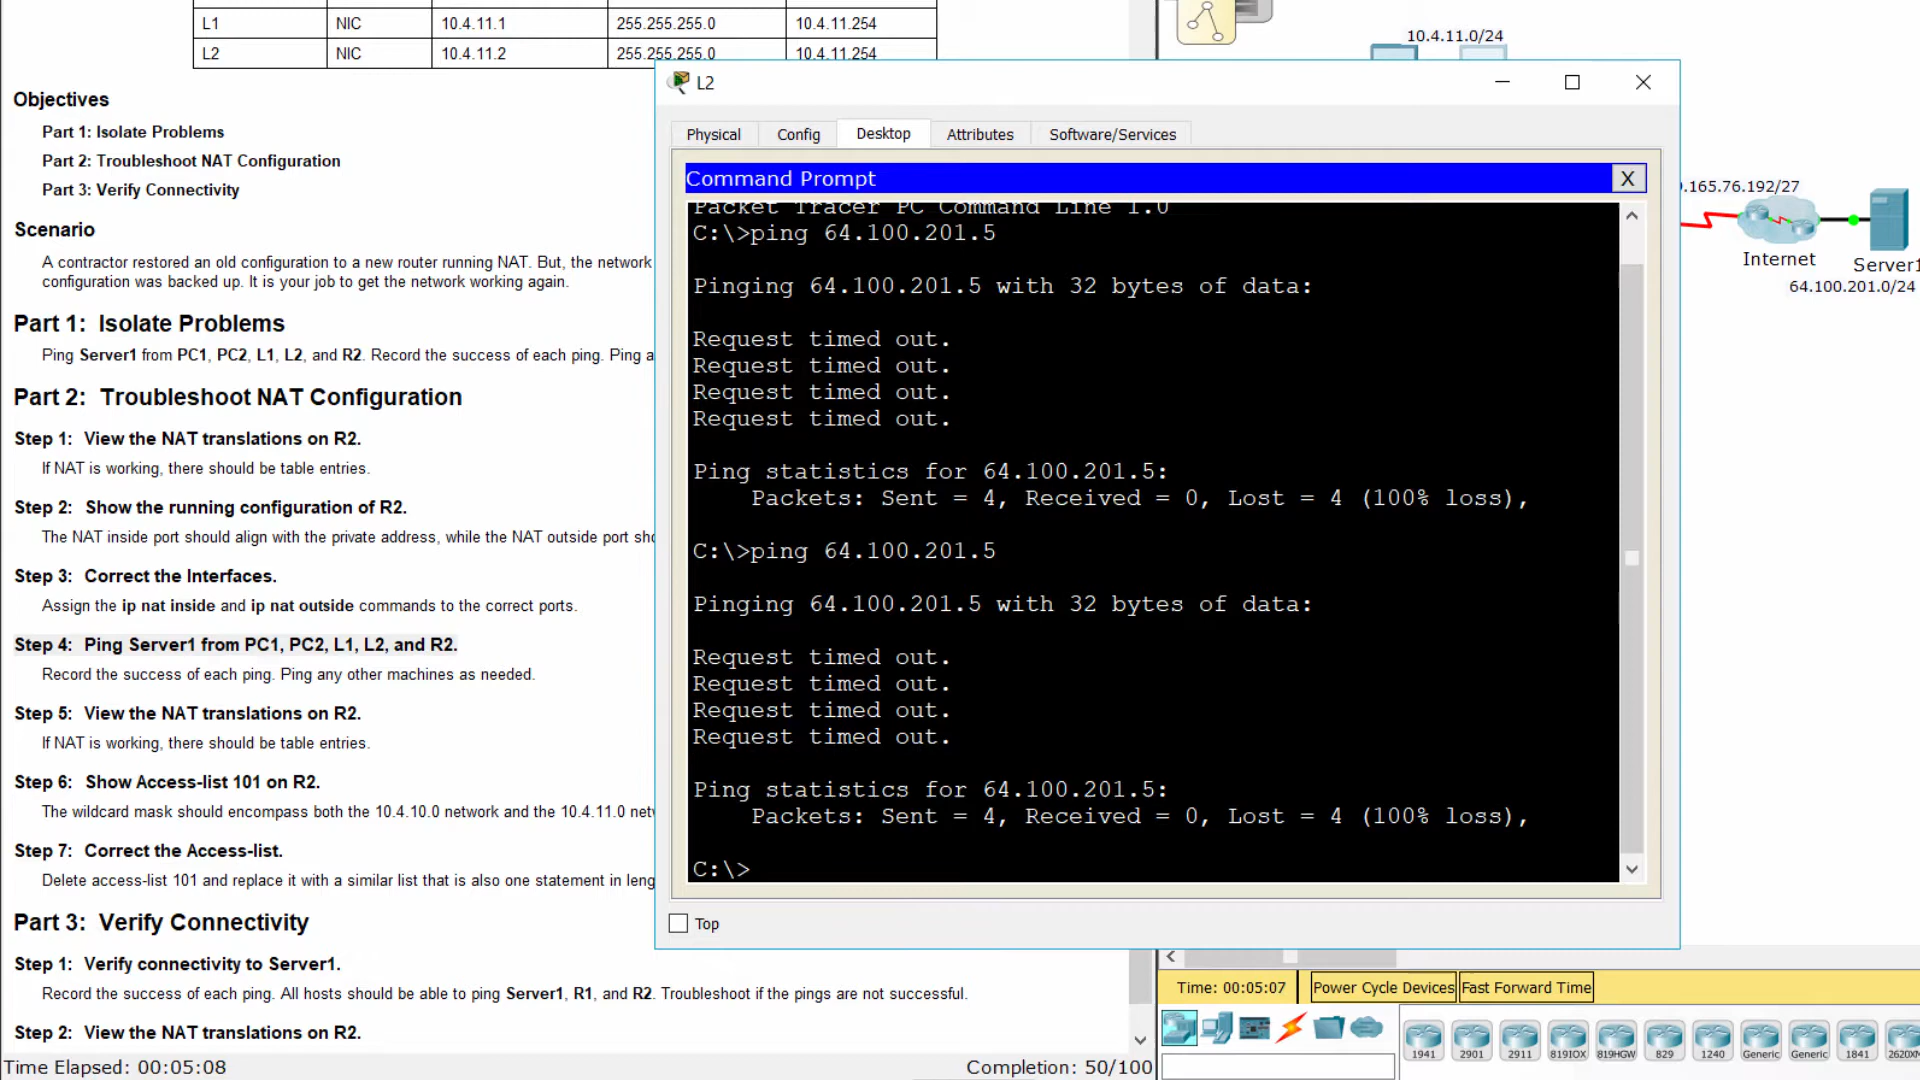 L1 NIC 10.4.11.1 255.255.255.0 10.4.11.254
L2 NIC 10.4.11.2 255.255.255.0 10.4.11.254
Objectives
Part 1: Isolate Problems
Part 2: Troubleshoot NAT Configuration
Part 3: Verify Connectivity
Scenario
A contractor restored an old configuration to a new router running NAT. But, the network
configuration was backed up. It is your job to get the network working again.
Part 1: Isolate Problems
Ping Server1 from PC1, PC2, L1, L2, and R2. Record the success of each ping. Ping a
Part 2: Troubleshoot NAT Configuration
Step 1: View the NAT translations on R2.
If NAT is working, there should be table entries.
Step 2: Show the running configuration of R2.
The NAT inside port should align with the private address, while the NAT outside port sho
Step 3: Correct the Interfaces.
Assign the ip nat inside and ip nat outside commands to the correct ports.
Step 4: Ping Server1 from PC1, PC2, L1, L2, and R2.
Record the success of each ping. Ping any other machines as needed.
Step 5: View the NAT translations on R2.
If NAT is working, there should be table entries.
Step 6: Show Access-list 101 on R2.
The wildcard mask should encompass both the 10.4.10.0 network and the 10.4.11.0 net
Step 7: Correct the Access-list.
Delete access-list 101 and replace it with a similar list that is also one statement in leng
Part 3: Verify Connectivity
Step 1: Verify connectivity to Server1.
Record the success of each ping. All hosts should be able to ping Server1, R1, and R2. Troubleshoot if the pings are not successful.
Step 2: View the NAT translations on R2.
Time Elapsed: 00:05:08 Completion: 50/100
L2
Physical Config Desktop Attributes Software/Services
Command Prompt X
Packet Tracer PC Command Line 1.0
C:\>ping 64.100.201.5
Pinging 64.100.201.5 with 32 bytes of data:
Request timed out.
Request timed out.
Request timed out.
Request timed out.
Ping statistics for 64.100.201.5:
Packets: Sent = 4, Received = 0, Lost = 4 (100% loss),
C:\>ping 64.100.201.5
Pinging 64.100.201.5 with 32 bytes of data:
Request timed out.
Request timed out.
Request timed out.
Request timed out.
Ping statistics for 64.100.201.5:
Packets: Sent = 4, Received = 0, Lost = 4 (100% loss),
C:\>
Top
10.4.11.0/24
.165.76.192/27
Internet
Server1
64.100.201.0/24
Time: 00:05:07 Power Cycle Devices Fast Forward Time
1941 2901 2911 819IOX 819HGW 829 1240 Generic Generic 1841 2620XM